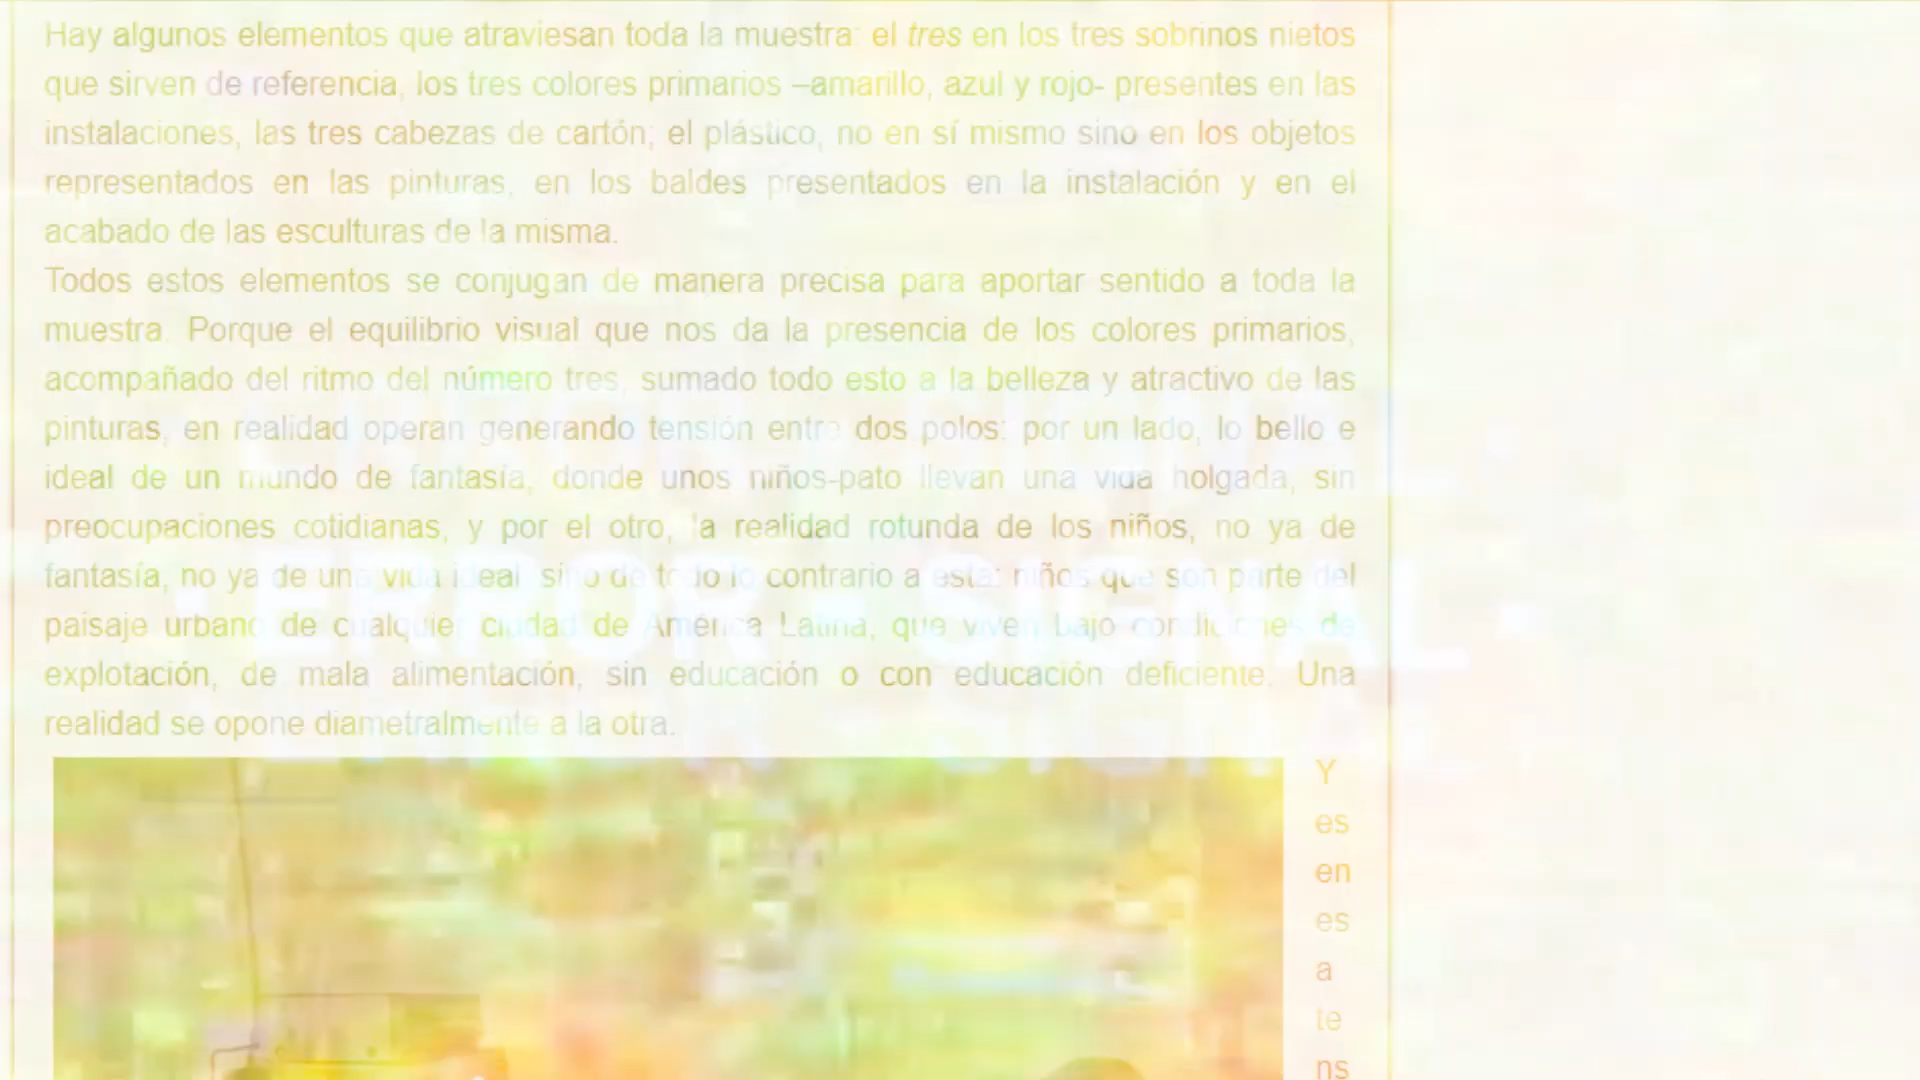 Hay algunos elementos que atraviesan toda la muestra: el tres en los tres sobrinos nietos
que sirven de referencia, los tres colores primarios –amarillo, azul y rojo- presentes en las
instalaciones, las tres cabezas de cartón; el plástico, no en sí mismo sino en los objetos
representados en las pinturas, en los baldes presentados en la instalación y en el
acabado de las esculturas de la misma.
Todos estos elementos se conjugan de manera precisa para aportar sentido a toda la
muestra. Porque el equilibrio visual que nos da la presencia de los colores primarios,
acompañado del ritmo del número tres, sumado todo esto a la belleza y atractivo de las
pinturas, en realidad operan generando tensión entre dos polos: por un lado, lo bello e
ideal de un mundo de fantasía, donde unos niños-pato llevan una vida holgada, sin
preocupaciones cotidianas, y por el otro, la realidad rotunda de los niños, no ya de
fantasía, no ya de una vida ideal sino de todo lo contrario a esta: niños que son parte del
paisaje urbano de cualquier ciudad de América Latina, que viven bajo condiciones de
explotación, de mala alimentación, sin educación o con educación deficiente. Una
realidad se opone diametralmente a la otra.
· ERROR - SIGNAL ·
· ERROR - SIGNAL ·
· ERROR - SIGNAL ·
Y
es
en
es
a
te
ns